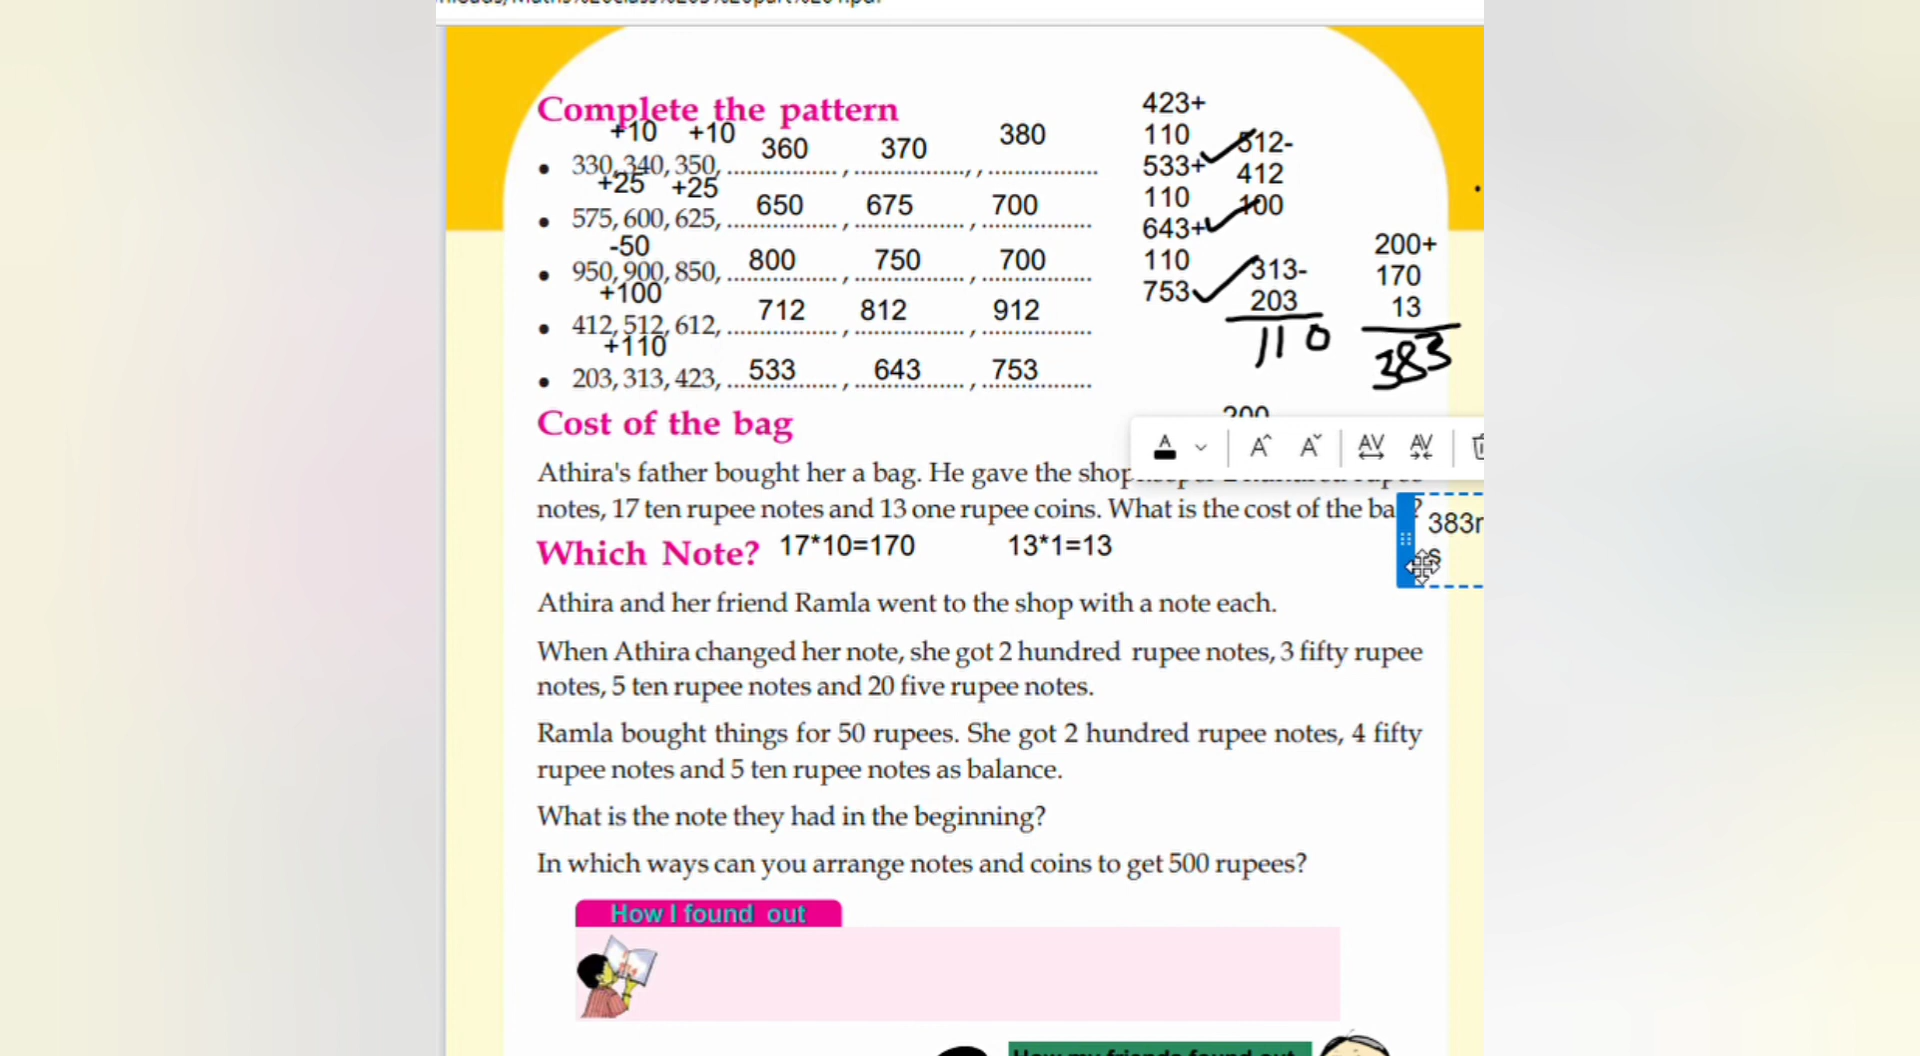 Complete the pattern
+10 +10
330, 340, 350, 360, 370, , 380
+25 +25
575, 600, 625, 650, 675, 700
-50
950, 900, 850, 800, 750, 700
+100
412, 512, 612, 712, 812, 912
+110
203, 313, 423, 533, 643, 753
423+
110
533+
110
643+
110
753
512-
412
100
313-
203
110
200+
170
13
383
200
Cost of the bag
Athira's father bought her a bag. He gave the
notes, 17 ten rupee notes and 13 one rupee coins. What is the cost of the
383r
s
Which Note? 17*10=170 13*1=13
Athira and her friend Ramla went to the shop with a note each.
When Athira changed her note, she got 2 hundred rupee notes, 3 fifty rupee
notes, 5 ten rupee notes and 20 five rupee notes.
Ramla bought things for 50 rupees. She got 2 hundred rupee notes, 4 fifty
rupee notes and 5 ten rupee notes as balance.
What is the note they had in the beginning?
In which ways can you arrange notes and coins to get 500 rupees?
How I found out